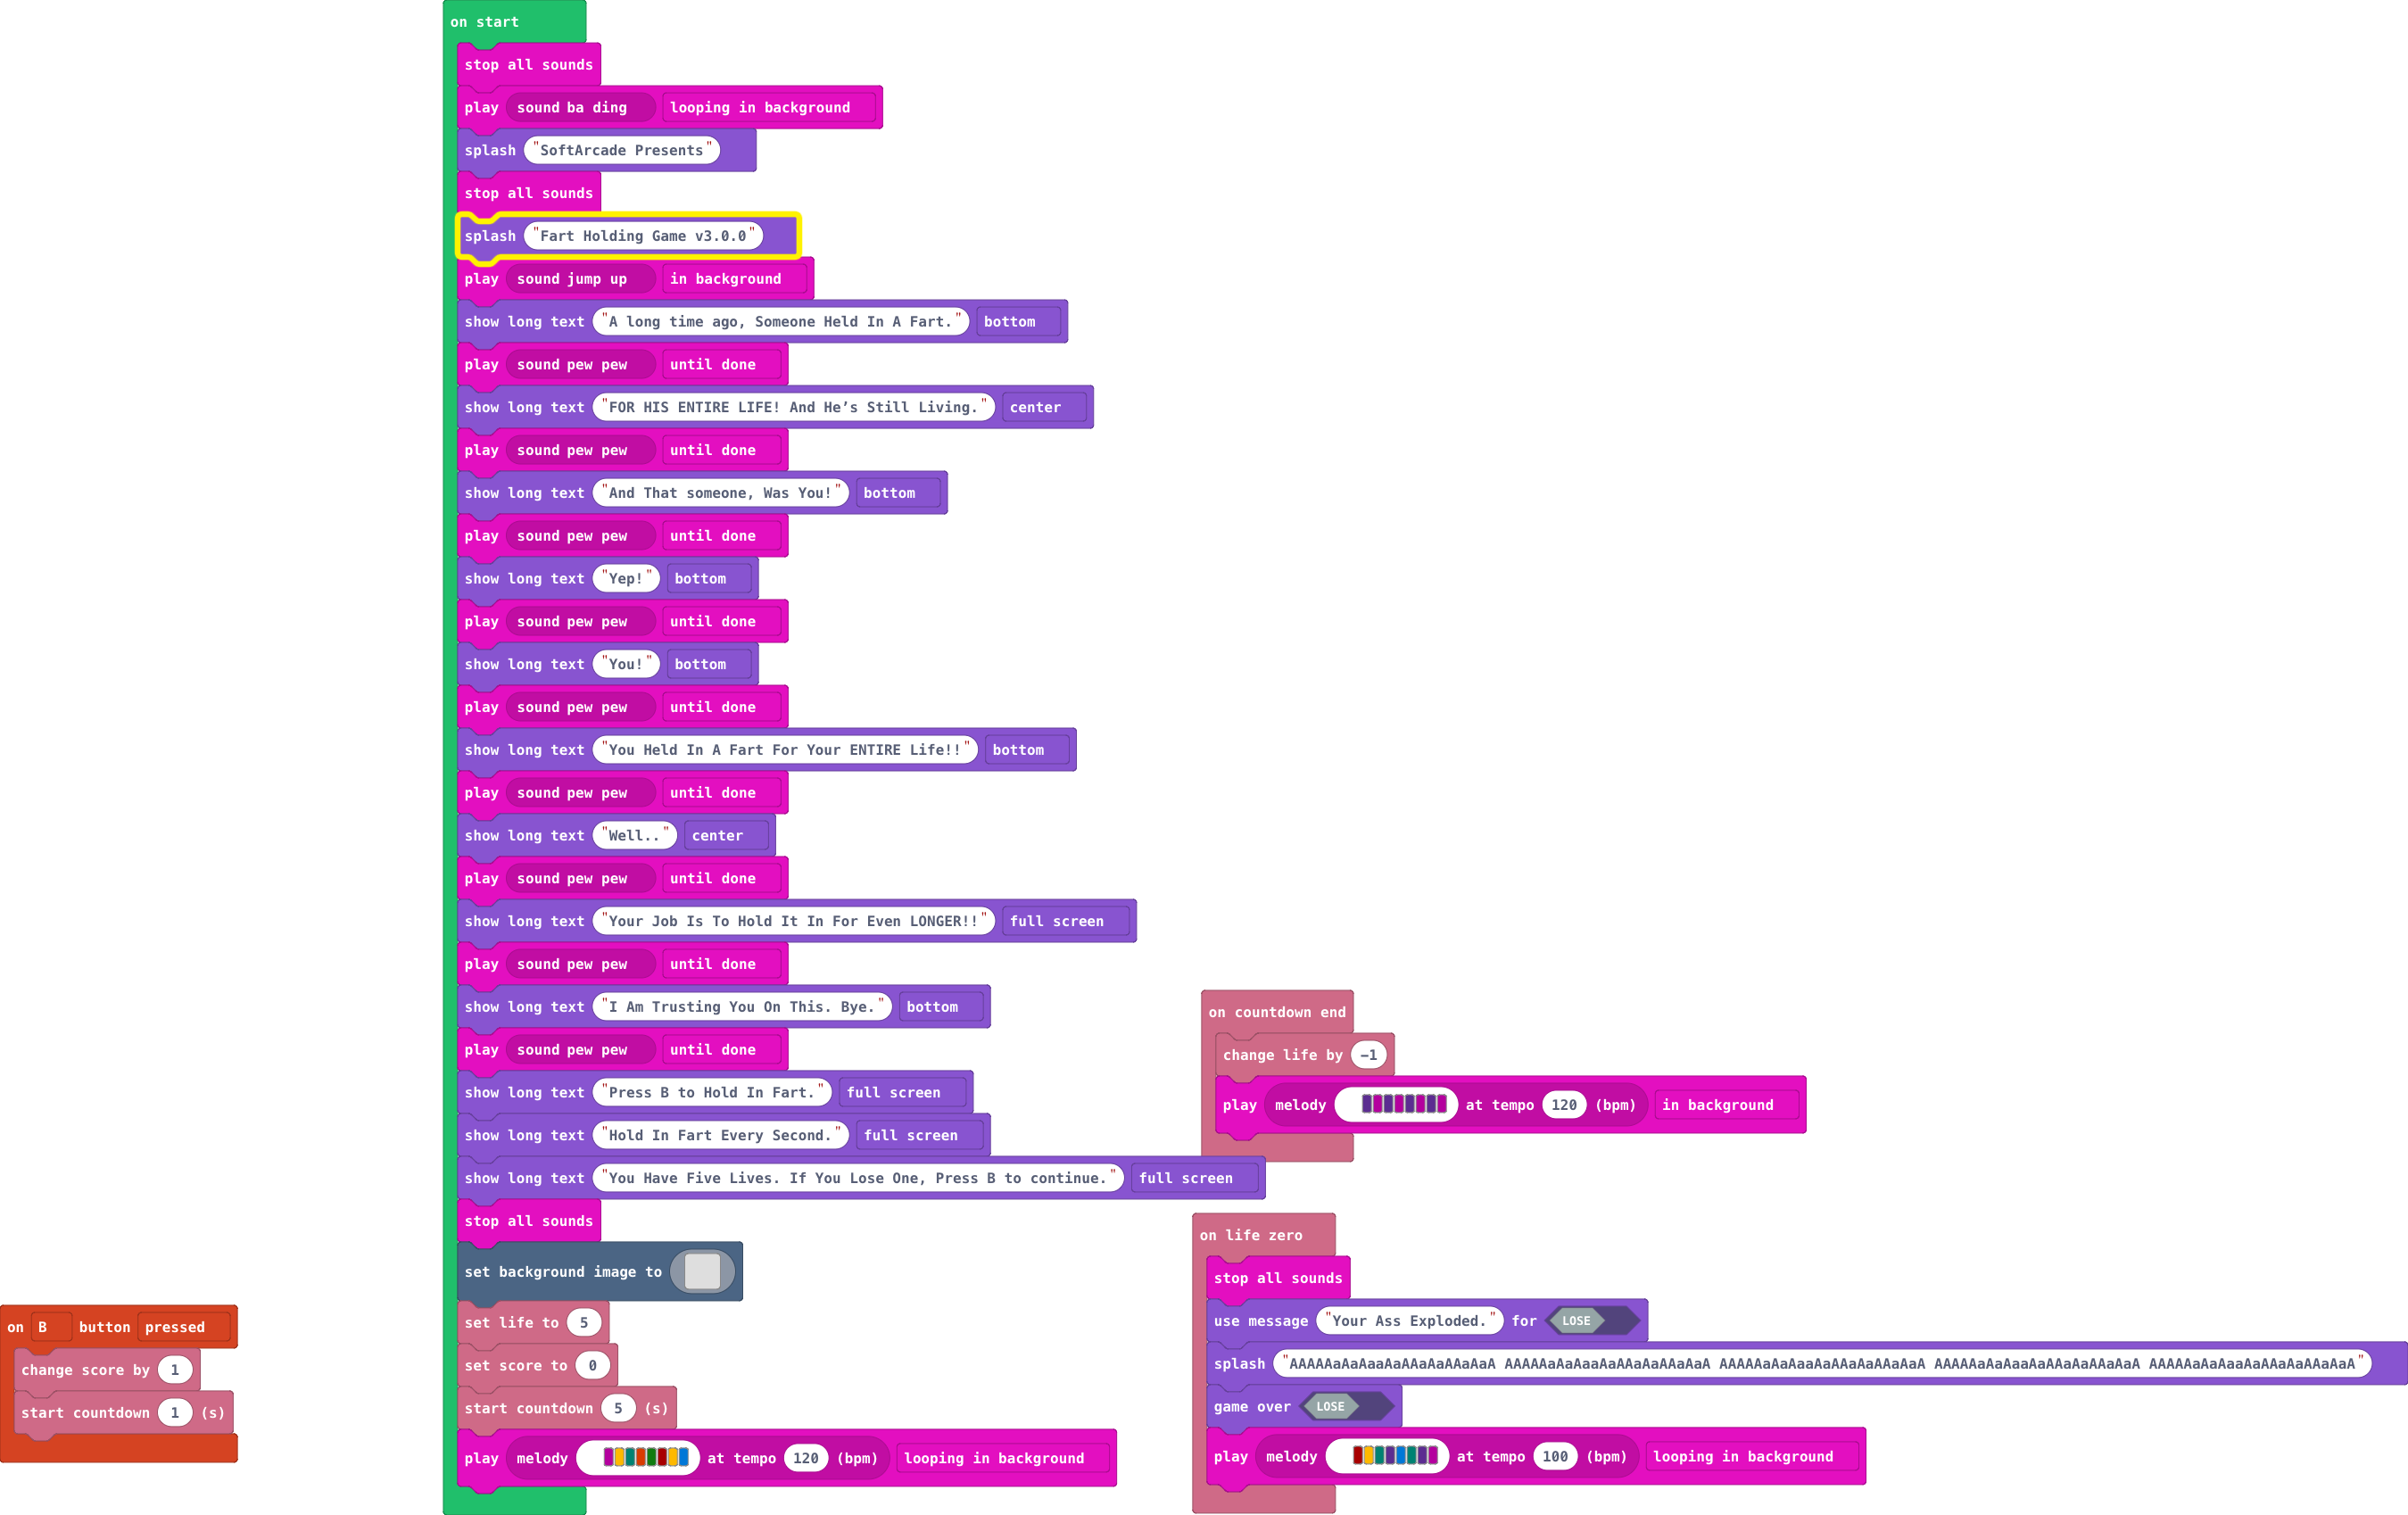 on start
stop all sounds
play sound ba ding looping in background
splash "SoftArcade Presents"
stop all sounds
splash "Fart Holding Game v3.0.0"
play sound jump up in background
show long text "A long time ago, Someone Held In A Fart." bottom
play sound pew pew until done
show long text "FOR HIS ENTIRE LIFE! And He’s Still Living." center
play sound pew pew until done
show long text "And That someone, Was You!" bottom
play sound pew pew until done
show long text "Yep!" bottom
play sound pew pew until done
show long text "You!" bottom
play sound pew pew until done
show long text "You Held In A Fart For Your ENTIRE Life!!" bottom
play sound pew pew until done
show long text "Well.." center
play sound pew pew until done
show long text "Your Job Is To Hold It In For Even LONGER!!" full screen
play sound pew pew until done
show long text "I Am Trusting You On This. Bye." bottom
play sound pew pew until done
show long text "Press B to Hold In Fart." full screen
show long text "Hold In Fart Every Second." full screen
show long text "You Have Five Lives. If You Lose One, Press B to continue." full screen
stop all sounds
set background image to
set life to 5
set score to 0
start countdown 5 (s)
play melody at tempo 120 (bpm) looping in background
on B button pressed
change score by 1
start countdown 1 (s)
on countdown end
change life by −1
play melody at tempo 120 (bpm) in background
on life zero
stop all sounds
use message "Your Ass Exploded." for LOSE
splash "AAAAAaAaAaaAaAAaAaAAaAaA AAAAAaAaAaaAaAAaAaAAaAaA AAAAAaAaAaaAaAAaAaAAaAaA AAAAAaAaAaaAaAAaAaAAaAaA AAAAAaAaAaaAaAAaAaAAaAaA"
game over LOSE
play melody at tempo 100 (bpm) looping in background